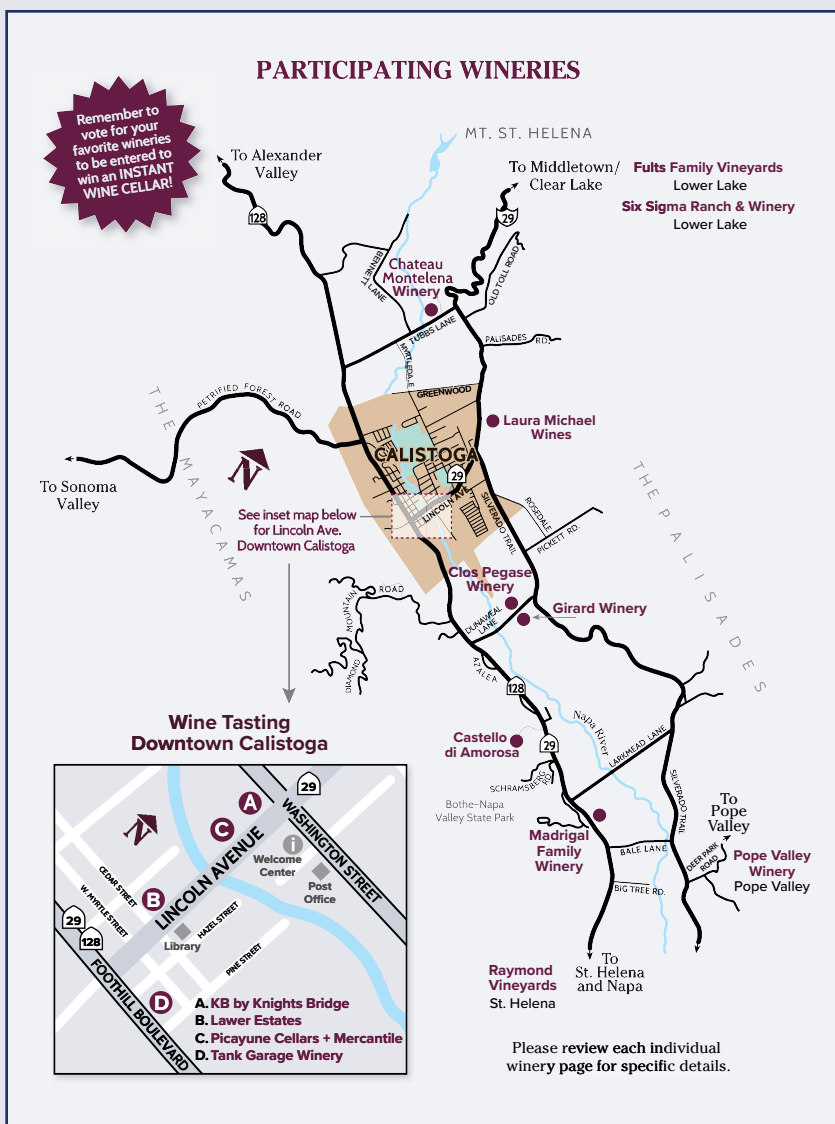 PARTICIPATING WINERIES
Remember to
vote for your
favorite wineries
to be entered to
win an INSTANT
WINE CELLAR!
MT. ST. HELENA
To Alexander
Valley
128
To Middletown/
Clear Lake
29
Fults Family Vineyards
Lower Lake
Six Sigma Ranch & Winery
Lower Lake
BENNETT
LANE
Chateau
Montelena
Winery
OLD TOLL ROAD
TUBBS LANE
MYRTLEDALE
PALISADES RD.
GREENWOOD
PETRIFIED FOREST ROAD
THE MAYACAMAS
N
To Sonoma
Valley
Laura Michael
Wines
CALISTOGA
29
LINCOLN AVE.
SILVERADO TRAIL
ROSEDALE
PICKETT RD.
THE PALISADES
See inset map below
for Lincoln Ave.
Downtown Calistoga
Clos Pegase
Winery
Girard Winery
DUNAWEAL
LANE
DIAMOND MOUNTAIN ROAD
AZALEA
128
Napa River
Castello
di Amorosa
29
LARKMEAD LANE
SCHRAMSBERG
RD.
Bothe–Napa
Valley State Park
SILVERADO TRAIL
Madrigal
Family
Winery
BALE LANE
To
Pope
Valley
DEER PARK
ROAD
Pope Valley
Winery
Pope Valley
BIG TREE RD.
To
St. Helena
and Napa
Raymond
Vineyards
St. Helena
Please review each individual
winery page for specific details.
Wine Tasting
Downtown Calistoga
29
A
C
WASHINGTON STREET
N
i
Welcome
Center
LINCOLN AVENUE
Post
Office
CEDAR STREET
W. MYRTLE STREET
B
HAZEL STREET
Library
29
128
PINE STREET
FOOTHILL BOULEVARD
D
A. KB by Knights Bridge
B. Lawer Estates
C. Picayune Cellars + Mercantile
D. Tank Garage Winery